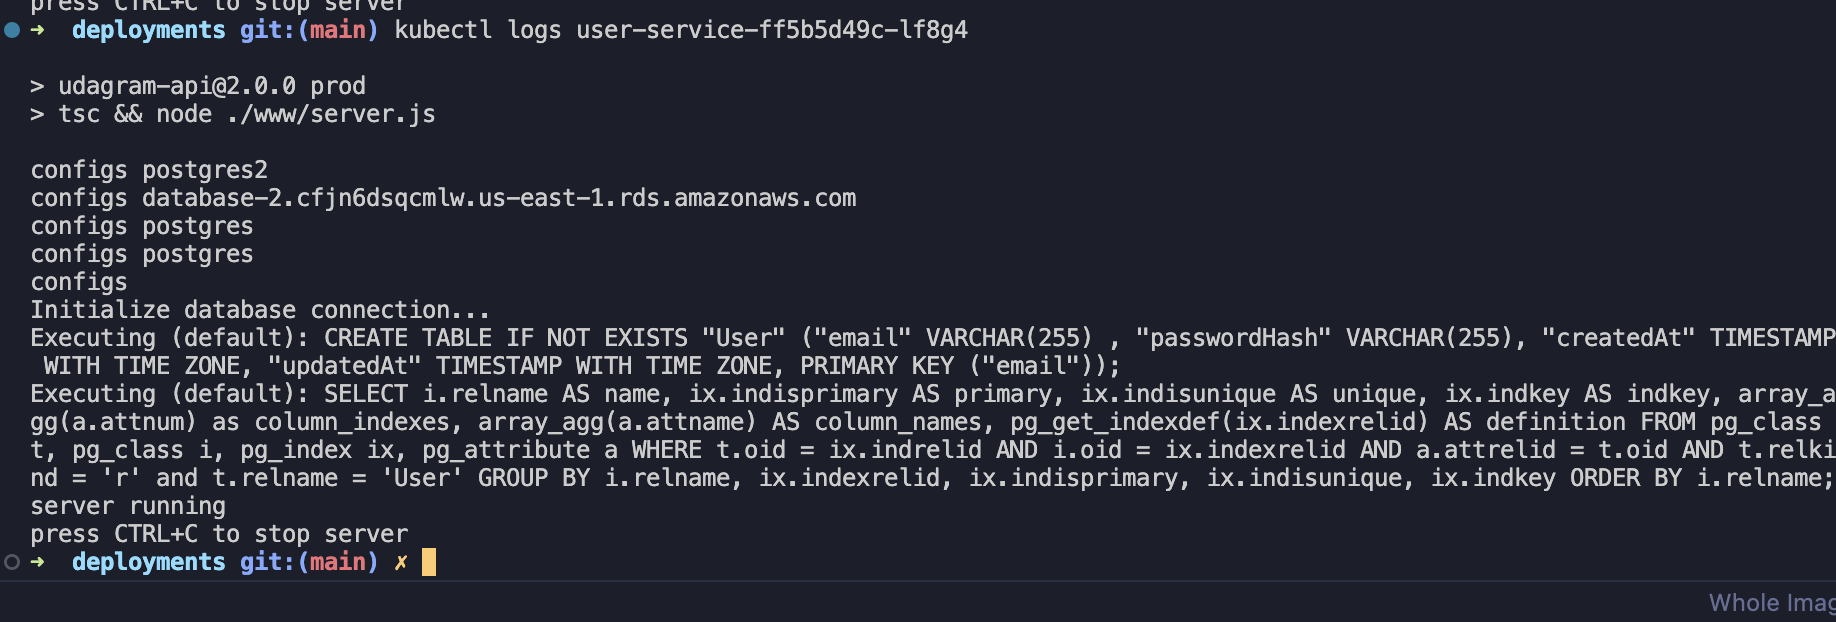 press CTRL+C to stop server
➜  deployments git:(main) kubectl logs user-service-ff5b5d49c-lf8g4
> udagram-api@2.0.0 prod
> tsc && node ./www/server.js
configs postgres2
configs database-2.cfjn6dsqcmlw.us-east-1.rds.amazonaws.com
configs postgres
configs postgres
configs
Initialize database connection...
Executing (default): CREATE TABLE IF NOT EXISTS "User" ("email" VARCHAR(255) , "passwordHash" VARCHAR(255), "createdAt" TIMESTAMP
 WITH TIME ZONE, "updatedAt" TIMESTAMP WITH TIME ZONE, PRIMARY KEY ("email"));
Executing (default): SELECT i.relname AS name, ix.indisprimary AS primary, ix.indisunique AS unique, ix.indkey AS indkey, array_a
gg(a.attnum) as column_indexes, array_agg(a.attname) AS column_names, pg_get_indexdef(ix.indexrelid) AS definition FROM pg_class
t, pg_class i, pg_index ix, pg_attribute a WHERE t.oid = ix.indrelid AND i.oid = ix.indexrelid AND a.attrelid = t.oid AND t.relki
nd = 'r' and t.relname = 'User' GROUP BY i.relname, ix.indexrelid, ix.indisprimary, ix.indisunique, ix.indkey ORDER BY i.relname;
server running
press CTRL+C to stop server
➜  deployments git:(main) ✗
Whole Imag